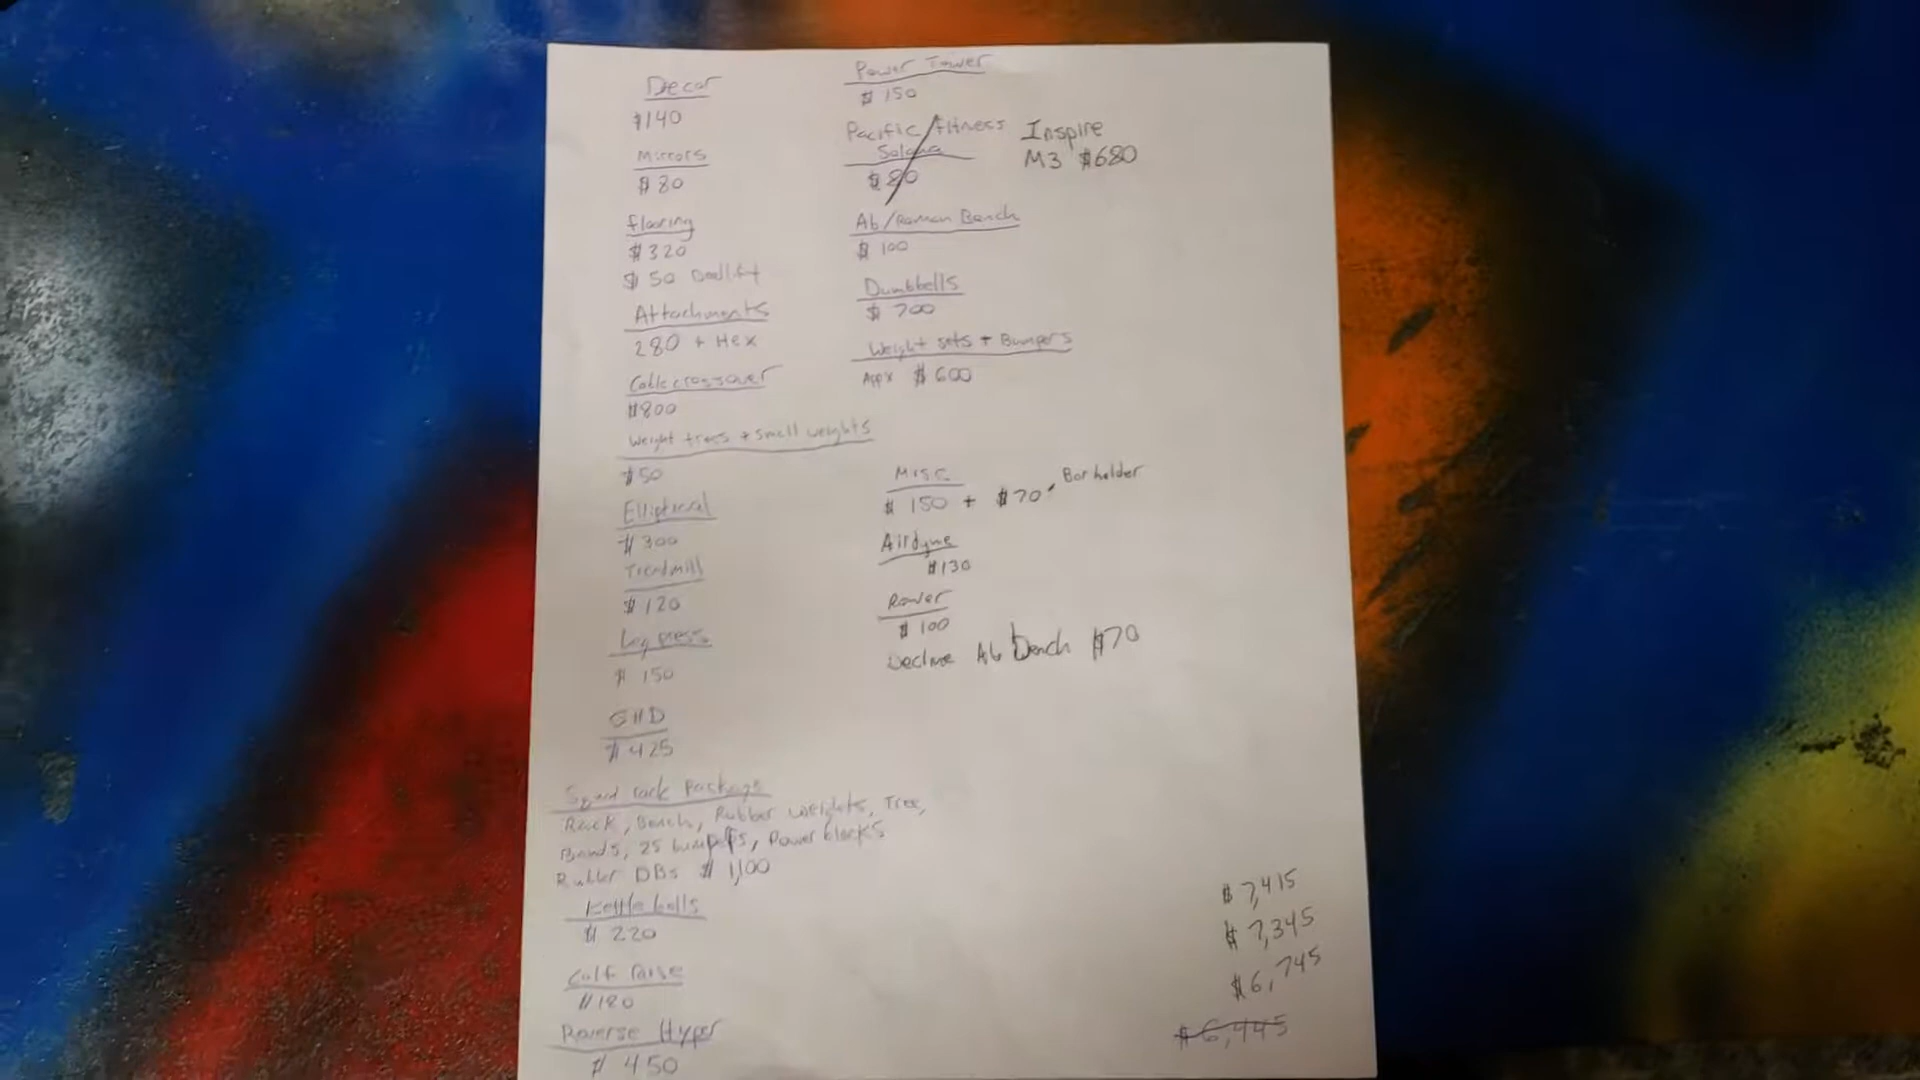 Decor
$140
Mirrors
$80
flooring
$320
$50 Deadlift
Attachments
280 + Hex
Cable crossover
$800
Weight trees + small weights
$50
Elliptical
$300
Treadmill
$120
Leg press
$150
GHD
$425
Squat rack Package
Rack, Bench, Rubber weights, Tree,
Bands, 25 bumpers, Power blocks
Rubber DBs $1,100
Kettle bells
$220
Calf raise
$180
Reverse Hyper
$450
Power Tower
$150
Pacific fitness
$80
Inspire
M3 $680
Ab/Roman Bench
$100
Dumbbells
$700
Weight sets + Bumpers
Appx $600
Misc
$150 + $70 Bar holder
Airdyne
$130
Rower
$100
Decline Ab bench $70
$7,415
$7,345
$6,745
$6,445